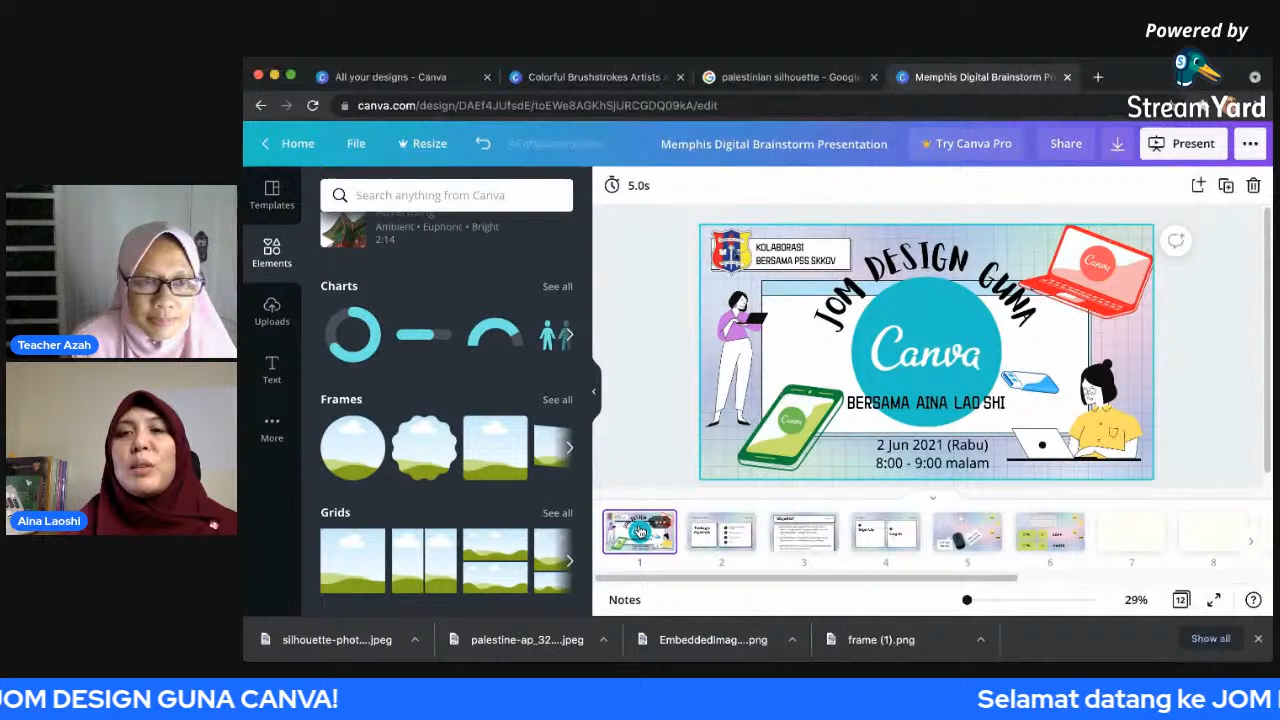 Powered by
StreamYard
All your designs - Canva
Colorful Brushstrokes Artists
palestinian silhouette - Google
Memphis Digital Brainstorm Pr
canva.com/design/DAEf4JUfsdE/toEWe8AGKhSjURCGDQ09kA/edit
Home
File
Resize
Memphis Digital Brainstorm Presentation
Try Canva Pro
Share
Present
Templates
Elements
Uploads
Text
More
Search anything from Canva
Ambient • Euphoric • Bright
2:14
Charts
See all
Frames
See all
Grids
See all
5.0s
KOLABORASI
BERSAMA PSS SKKGV
JOM DESIGN GUNA
Canva
Canva
Canva
BERSAMA AINA LAO SHI
2 Jun 2021 (Rabu)
8:00 - 9:00 malam
1
2
3
4
5
6
7
8
Notes
29%
12
Teacher Azah
Aina Laoshi
silhouette-phot....jpeg
palestine-ap_32....jpeg
EmbeddedImag....png
frame (1).png
Show all
JOM DESIGN GUNA CANVA!
Selamat datang ke JOM